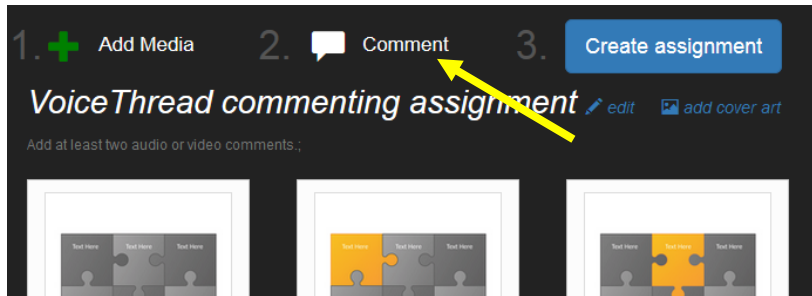 1. Add Media 2. Comment 3. Create assignment
VoiceThread commenting assignment edit add cover art
Add at least two audio or video comments.;
Text Here Text Here Text Here Text Here Text Here Text Here Text Here Text Here Text Here